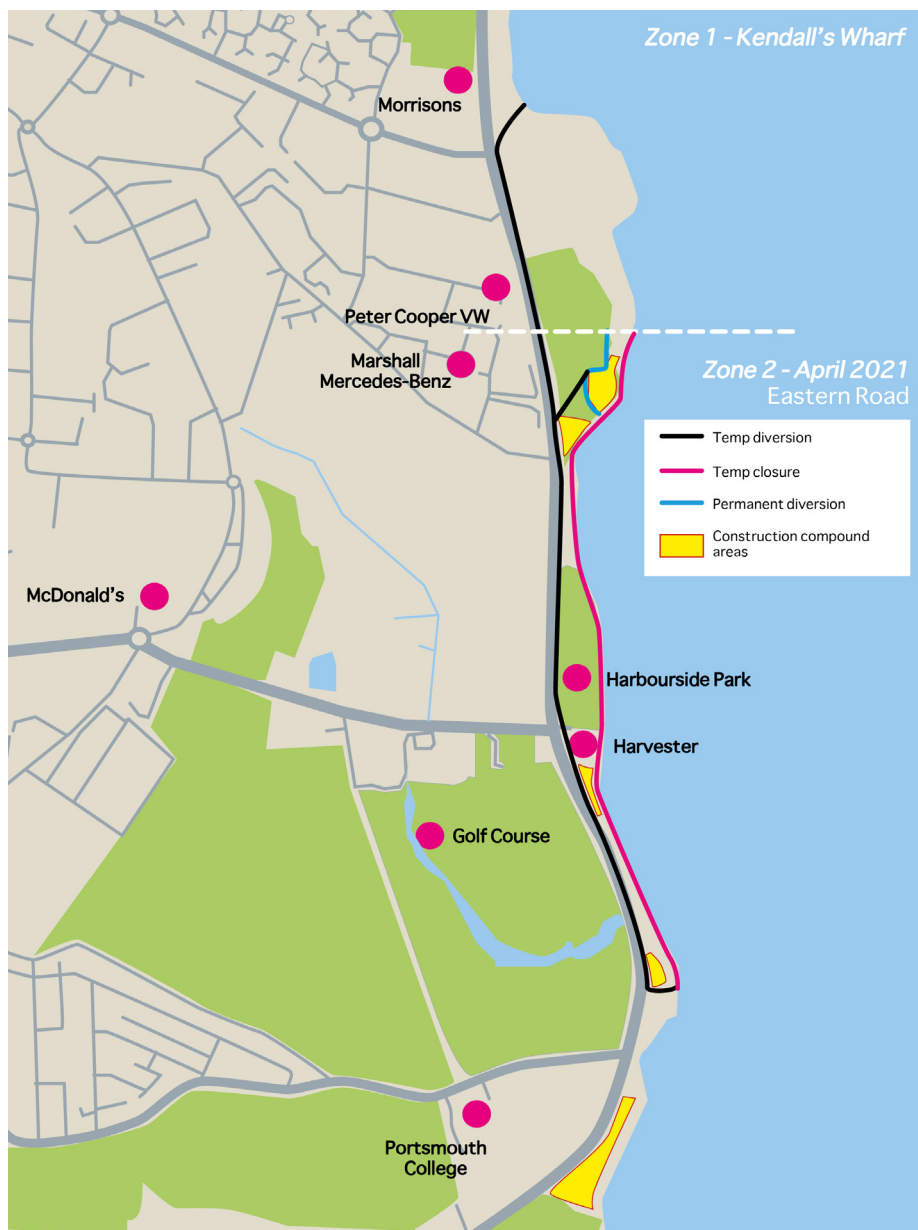 Zone 1 - Kendall's Wharf
Morrisons
Peter Cooper VW
Marshall
Mercedes-Benz
Zone 2 - April 2021
Eastern Road
Temp diversion
Temp closure
Permanent diversion
Construction compound
areas
McDonald's
Harbourside Park
Harvester
Golf Course
Portsmouth
College